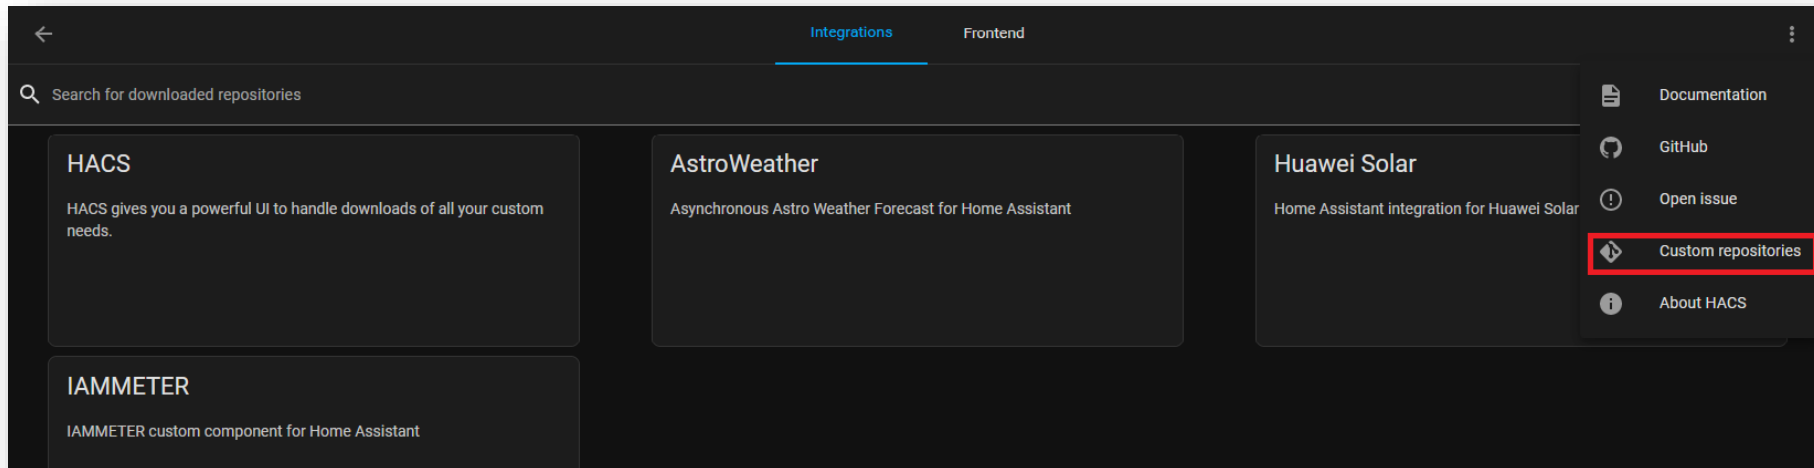 Integrations
Frontend
Search for downloaded repositories
Documentation
GitHub
Open issue
Custom repositories
About HACS
HACS
HACS gives you a powerful UI to handle downloads of all your custom
needs.
AstroWeather
Asynchronous Astro Weather Forecast for Home Assistant
Huawei Solar
Home Assistant integration for Huawei Solar
IAMMETER
IAMMETER custom component for Home Assistant